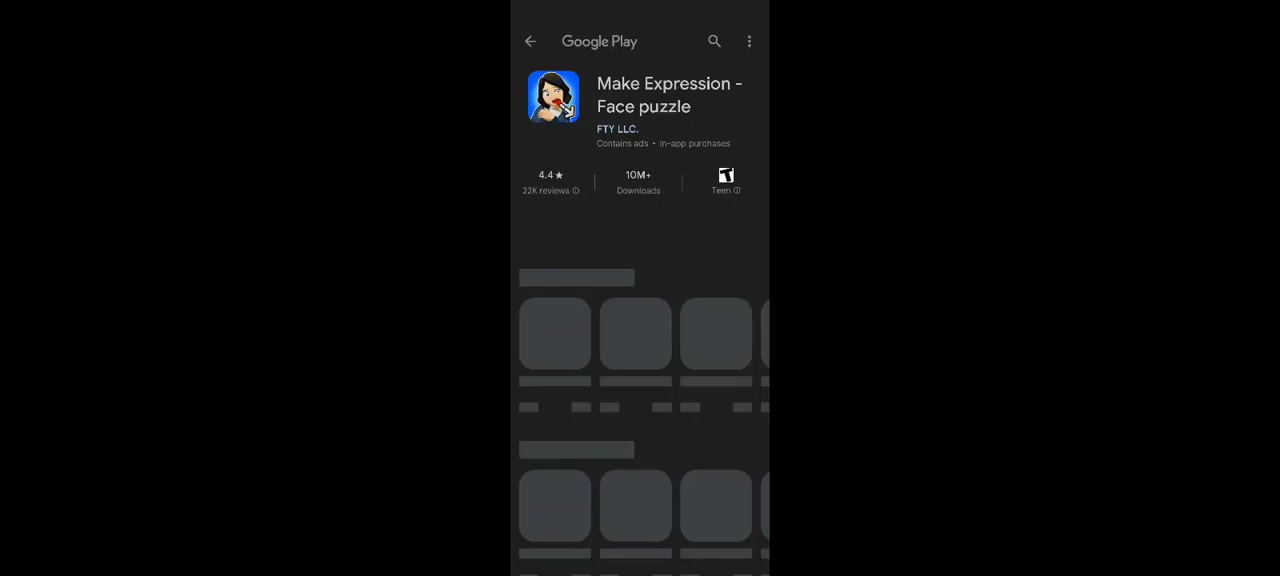 Google Play
Make Expression -
Face puzzle
FTY LLC.
Contains ads • In-app purchases
4.4★
22K reviews
10M+
Downloads
T
Teen